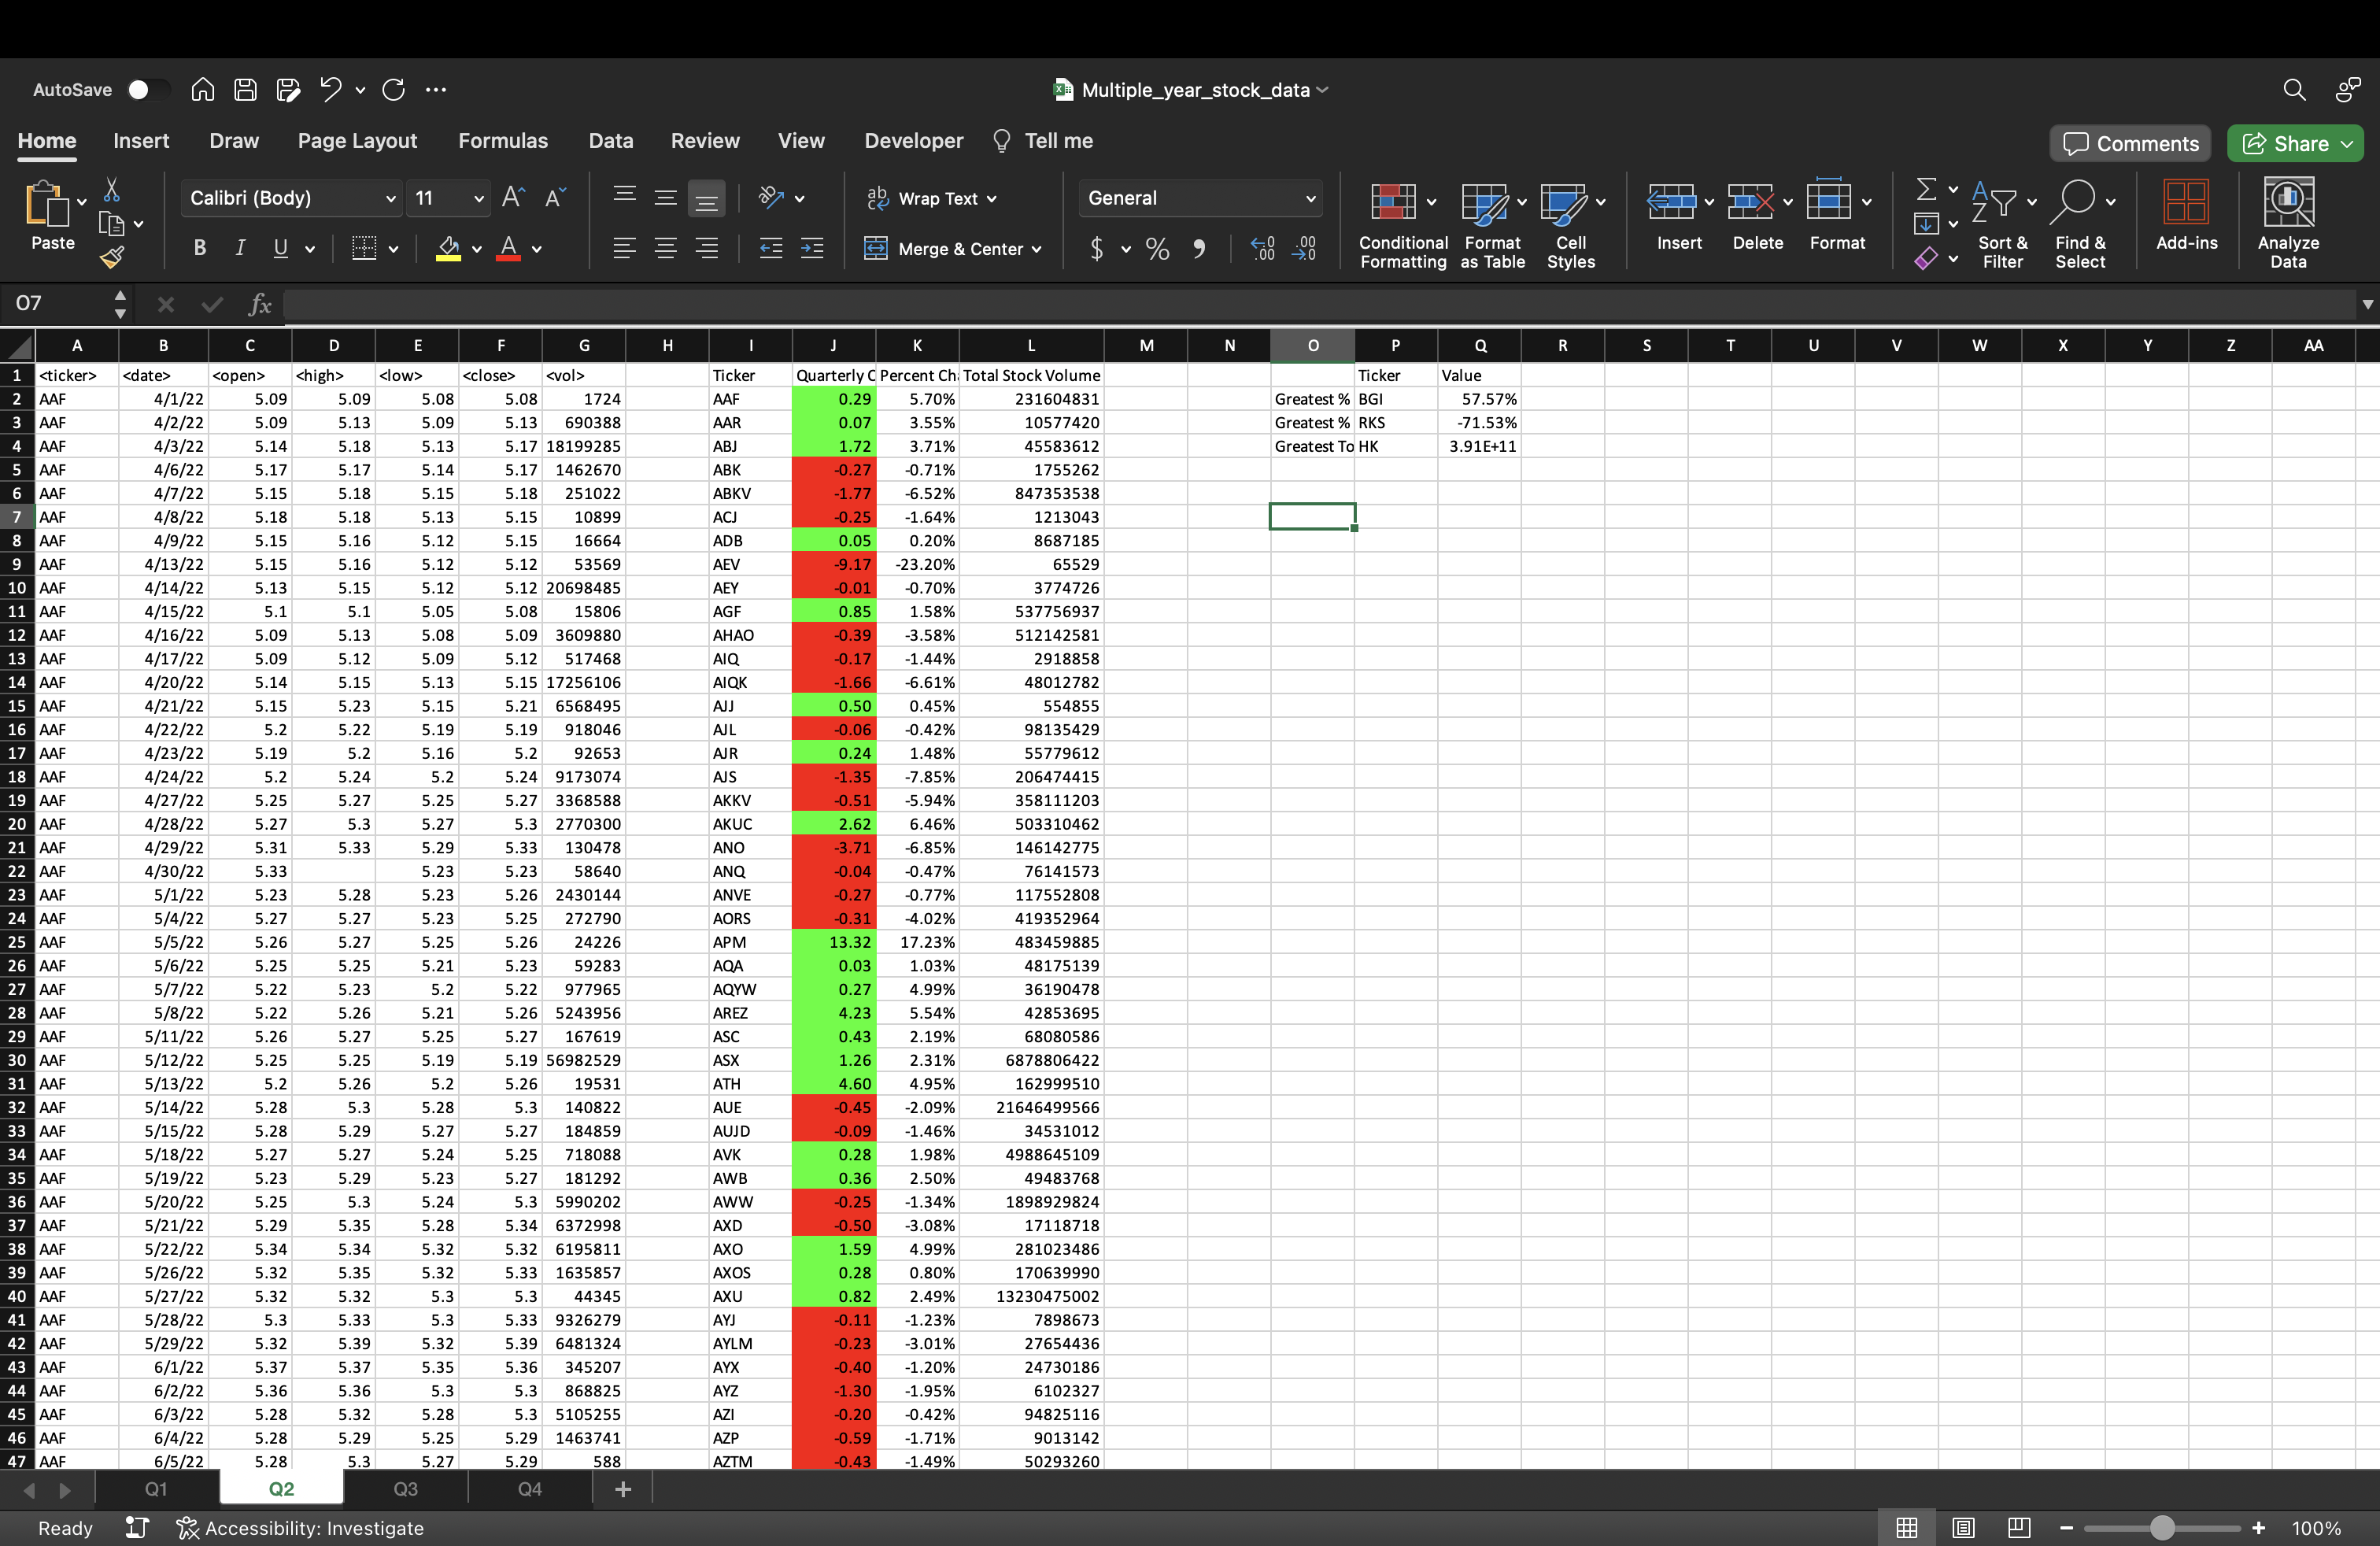 AutoSave
Multiple_year_stock_data
Home Insert Draw Page Layout Formulas Data Review View Developer Tell me Comments Share
Paste Calibri (Body) 11 Wrap Text Merge & Center General Conditional Formatting Format as Table Cell Styles Insert Delete Format Sort & Filter Find & Select Add-ins Analyze Data
O7 fx
A B C D E F G H I J K L M N O P Q R S T U V W X Y Z AA
1 <ticker> <date> <open> <high> <low> <close> <vol> Ticker Quarterly C Percent Ch Total Stock Volume Ticker Value
2 AAF 4/1/22 5.09 5.09 5.08 5.08 1724 AAF 0.29 5.70% 231604831 Greatest % BGI 57.57%
3 AAF 4/2/22 5.09 5.13 5.09 5.13 690388 AAR 0.07 3.55% 10577420 Greatest % RKS -71.53%
4 AAF 4/3/22 5.14 5.18 5.13 5.17 18199285 ABJ 1.72 3.71% 45583612 Greatest To HK 3.91E+11
5 AAF 4/6/22 5.17 5.17 5.14 5.17 1462670 ABK -0.27 -0.71% 1755262
6 AAF 4/7/22 5.15 5.18 5.15 5.18 251022 ABKV -1.77 -6.52% 847353538
7 AAF 4/8/22 5.18 5.18 5.13 5.15 10899 ACJ -0.25 -1.64% 1213043
8 AAF 4/9/22 5.15 5.16 5.12 5.15 16664 ADB 0.05 0.20% 8687185
9 AAF 4/13/22 5.15 5.16 5.12 5.12 53569 AEV -9.17 -23.20% 65529
10 AAF 4/14/22 5.13 5.15 5.12 5.12 20698485 AEY -0.01 -0.70% 3774726
11 AAF 4/15/22 5.1 5.1 5.05 5.08 15806 AGF 0.85 1.58% 537756937
12 AAF 4/16/22 5.09 5.13 5.08 5.09 3609880 AHAO -0.39 -3.58% 512142581
13 AAF 4/17/22 5.09 5.12 5.09 5.12 517468 AIQ -0.17 -1.44% 2918858
14 AAF 4/20/22 5.14 5.15 5.13 5.15 17256106 AIQK -1.66 -6.61% 48012782
15 AAF 4/21/22 5.15 5.23 5.15 5.21 6568495 AJJ 0.50 0.45% 554855
16 AAF 4/22/22 5.2 5.22 5.19 5.19 918046 AJL -0.06 -0.42% 98135429
17 AAF 4/23/22 5.19 5.2 5.16 5.2 92653 AJR 0.24 1.48% 55779612
18 AAF 4/24/22 5.2 5.24 5.2 5.24 9173074 AJS -1.35 -7.85% 206474415
19 AAF 4/27/22 5.25 5.27 5.25 5.27 3368588 AKKV -0.51 -5.94% 358111203
20 AAF 4/28/22 5.27 5.3 5.27 5.3 2770300 AKUC 2.62 6.46% 503310462
21 AAF 4/29/22 5.31 5.33 5.29 5.33 130478 ANO -3.71 -6.85% 146142775
22 AAF 4/30/22 5.33 5.23 5.23 58640 ANQ -0.04 -0.47% 76141573
23 AAF 5/1/22 5.23 5.28 5.23 5.26 2430144 ANVE -0.27 -0.77% 117552808
24 AAF 5/4/22 5.27 5.27 5.23 5.25 272790 AORS -0.31 -4.02% 419352964
25 AAF 5/5/22 5.26 5.27 5.25 5.26 24226 APM 13.32 17.23% 483459885
26 AAF 5/6/22 5.25 5.25 5.21 5.23 59283 AQA 0.03 1.03% 48175139
27 AAF 5/7/22 5.22 5.23 5.2 5.22 977965 AQYW 0.27 4.99% 36190478
28 AAF 5/8/22 5.22 5.26 5.21 5.26 5243956 AREZ 4.23 5.54% 42853695
29 AAF 5/11/22 5.26 5.27 5.25 5.27 167619 ASC 0.43 2.19% 68080586
30 AAF 5/12/22 5.25 5.25 5.19 5.19 56982529 ASX 1.26 2.31% 6878806422
31 AAF 5/13/22 5.2 5.26 5.2 5.26 19531 ATH 4.60 4.95% 162999510
32 AAF 5/14/22 5.28 5.3 5.28 5.3 140822 AUE -0.45 -2.09% 21646499566
33 AAF 5/15/22 5.28 5.29 5.27 5.27 184859 AUJD -0.09 -1.46% 34531012
34 AAF 5/18/22 5.27 5.27 5.24 5.25 718088 AVK 0.28 1.98% 4988645109
35 AAF 5/19/22 5.23 5.29 5.23 5.27 181292 AWB 0.36 2.50% 49483768
36 AAF 5/20/22 5.25 5.3 5.24 5.3 5990202 AWW -0.25 -1.34% 1898929824
37 AAF 5/21/22 5.29 5.35 5.28 5.34 6372998 AXD -0.50 -3.08% 17118718
38 AAF 5/22/22 5.34 5.34 5.32 5.32 6195811 AXO 1.59 4.99% 281023486
39 AAF 5/26/22 5.32 5.35 5.32 5.33 1635857 AXOS 0.28 0.80% 170639990
40 AAF 5/27/22 5.32 5.32 5.3 5.3 44345 AXU 0.82 2.49% 13230475002
41 AAF 5/28/22 5.3 5.33 5.3 5.33 9326279 AYJ -0.11 -1.23% 7898673
42 AAF 5/29/22 5.32 5.39 5.32 5.39 6481324 AYLM -0.23 -3.01% 27654436
43 AAF 6/1/22 5.37 5.37 5.35 5.36 345207 AYX -0.40 -1.20% 24730186
44 AAF 6/2/22 5.36 5.36 5.3 5.3 868825 AYZ -1.30 -1.95% 6102327
45 AAF 6/3/22 5.28 5.32 5.28 5.3 5105255 AZI -0.20 -0.42% 94825116
46 AAF 6/4/22 5.28 5.29 5.25 5.29 1463741 AZP -0.59 -1.71% 9013142
47 AAF 6/5/22 5.28 5.3 5.27 5.29 588 AZTM -0.43 -1.49% 50293260
Q1 Q2 Q3 Q4 +
Ready Accessibility: Investigate 100%